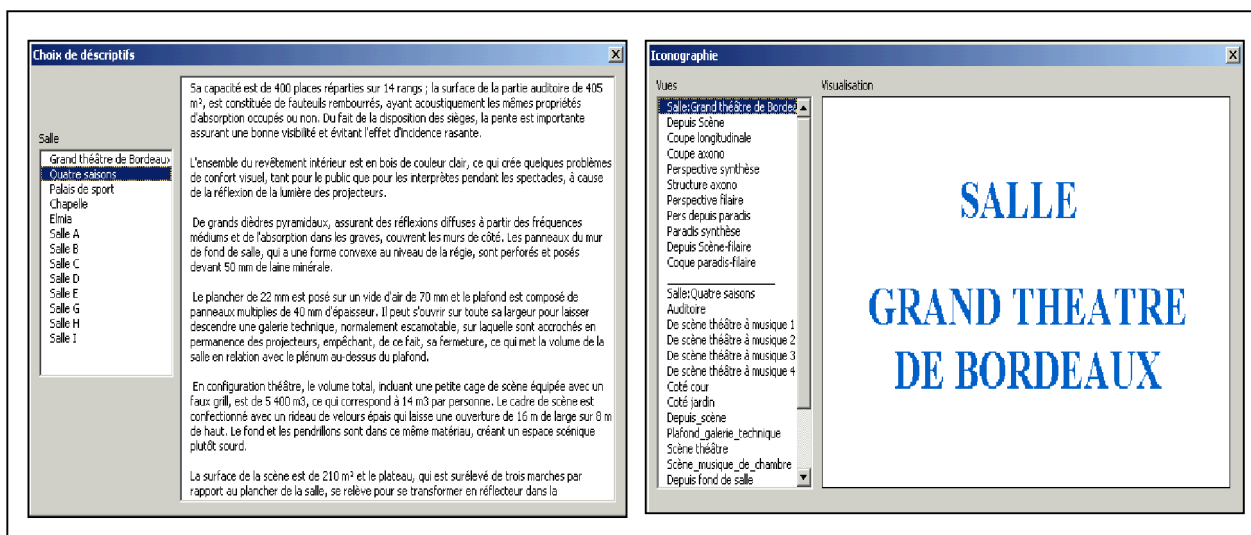 Choix de déscriptifs
Salle
Grand théâtre de Bordeaux
Quatre saisons
Palais de sport
Chapelle
Elmia
Salle A
Salle B
Salle C
Salle D
Salle E
Salle G
Salle H
Salle I
Sa capacité est de 400 places réparties sur 14 rangs ; la surface de la partie auditoire de 405
m², est constituée de fauteuils rembourrés, ayant acoustiquement les mêmes propriétés
d'absorption occupés ou non. Du fait de la disposition des sièges, la pente est importante
assurant une bonne visibilité et évitant l'effet d'incidence rasante.
L'ensemble du revêtement intérieur est en bois de couleur clair, ce qui crée quelques problèmes
de confort visuel, tant pour le public que pour les interprètes pendant les spectacles, à cause
de la réflexion de la lumière des projecteurs.
De grands dièdres pyramidaux, assurant des réflexions diffuses à partir des fréquences
médiums et de l'absorption dans les graves, couvrent les murs de côté. Les panneaux du mur
de fond de salle, qui a une forme convexe au niveau de la régie, sont perforés et posés
devant 50 mm de laine minérale.
Le plancher de 22 mm est posé sur un vide d'air de 70 mm et le plafond est composé de
panneaux multiplies de 40 mm d'épaisseur. Il peut s'ouvrir sur toute sa largeur pour laisser
descendre une galerie technique, normalement escamotable, sur laquelle sont accrochés en
permanence des projecteurs, empêchant, de ce fait, sa fermeture, ce qui met la volume de la
salle en relation avec le plénum au-dessus du plafond.
En configuration théâtre, le volume total, incluant une petite cage de scène équipée avec un
faux grill, est de 5 400 m3, ce qui correspond à 14 m3 par personne. Le cadre de scène est
confectionné avec un rideau de velours épais qui laisse une ouverture de 16 m de large sur 8 m
de haut. Le fond et les pendrillons sont dans ce même matériau, créant un espace scénique
plutôt sourd.
La surface de la scène est de 210 m² et le plateau, qui est surélevé de trois marches par
rapport au plancher de la salle, se relève pour se transformer en réflecteur dans la
Iconographie
Vues
Salle:Grand théâtre de Bordea
Depuis Scène
Coupe longitudinale
Coupe axono
Perspective synthèse
Structure axono
Perspective filaire
Pers depuis paradis
Paradis synthèse
Depuis Scène-filaire
Coque paradis-filaire
Salle:Quatre saisons
Auditoire
De scène théâtre à musique 1
De scène théâtre à musique 2
De scène théâtre à musique 3
De scène théâtre à musique 4
Coté cour
Coté jardin
Depuis_scène
Plafond_galerie_technique
Scène théâtre
Scène_musique_de_chambre
Depuis fond de salle
Visualisation
SALLE
GRAND THEATRE
DE BORDEAUX